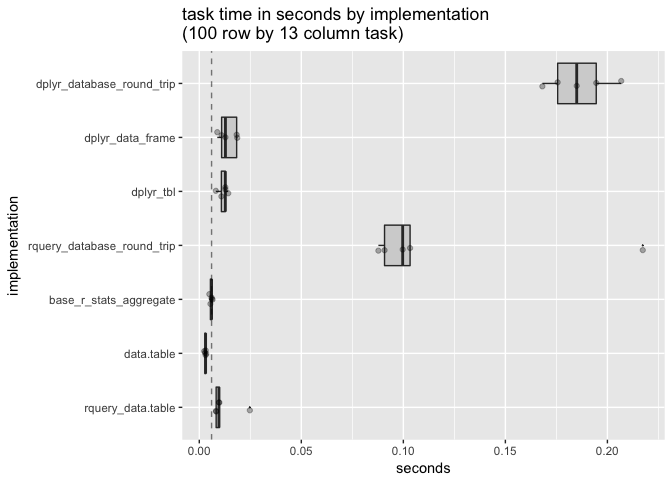 task time in seconds by implementation
(100 row by 13 column task)
implementation
dplyr_database_round_trip
dplyr_data_frame
dplyr_tbl
rquery_database_round_trip
base_r_stats_aggregate
data.table
rquery_data.table
0.00 0.05 0.10 0.15 0.20
seconds